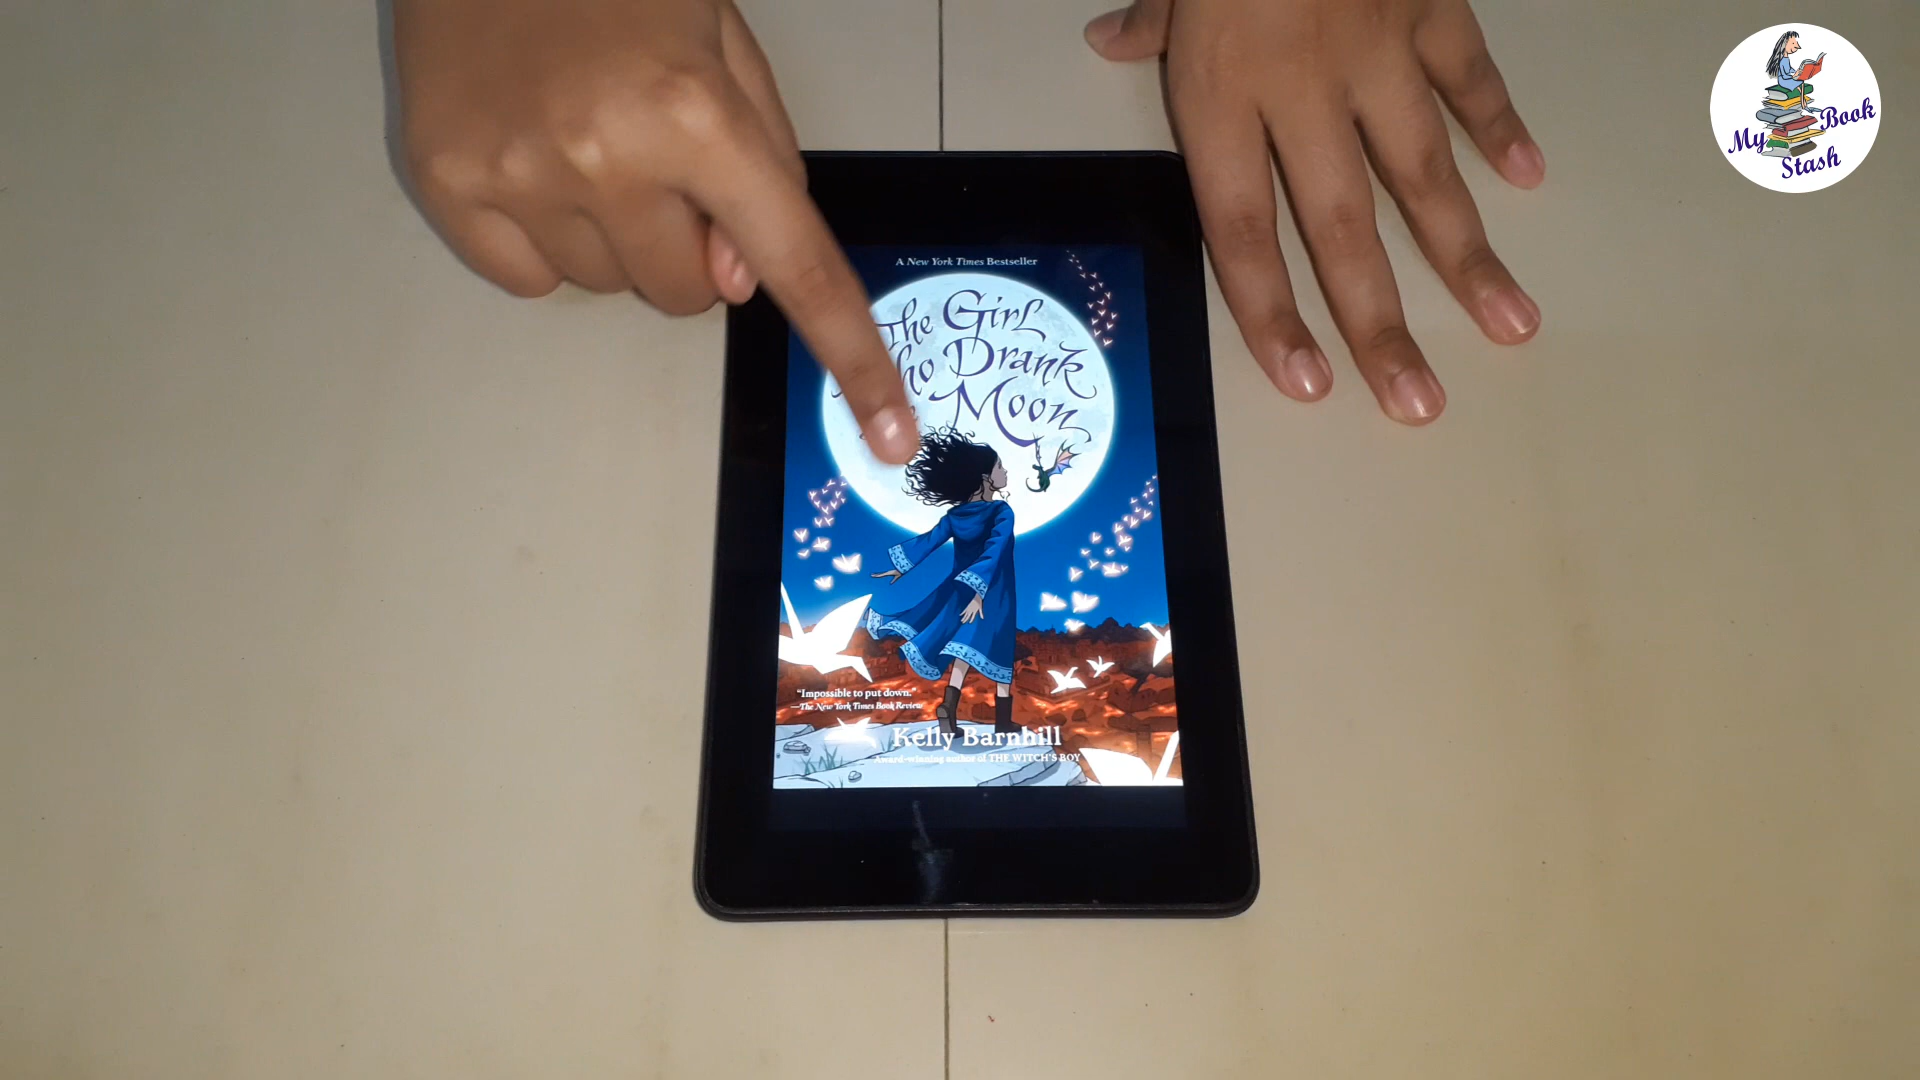 A New York Times Bestseller
The Girl
Drank
Moon
"Impossible to put down."
—The New York Times Book Review
Kelly Barnhill
Award-winning author of THE WITCH'S BOY
My Book
Stash